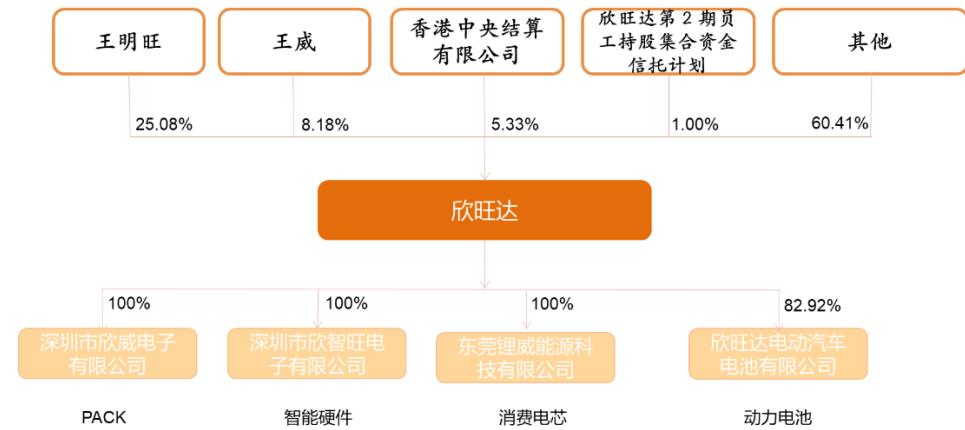 王明旺
王威
香港中央结算
有限公司
欣旺达第 2 期员
工持股集合资金
信托计划
其他
25.08%
8.18%
5.33%
1.00%
60.41%
欣旺达
100%
100%
100%
82.92%
深圳市欣威电子
有限公司
深圳市欣智旺电
子有限公司
东莞锂威能源科
技有限公司
欣旺达电动汽车
电池有限公司
PACK
智能硬件
消费电芯
动力电池